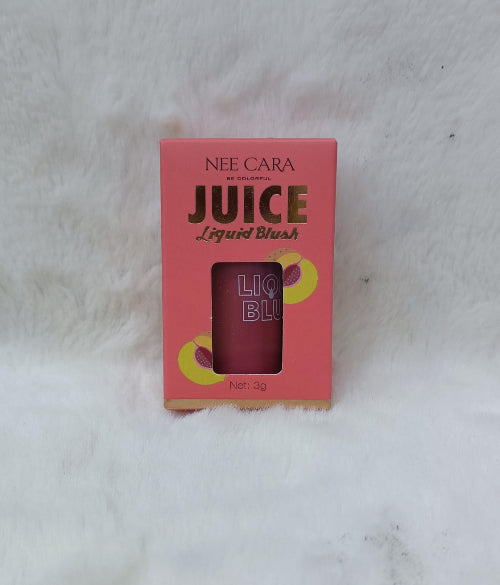 NEE CARA
BE COLORFUL
JUICE
Liquid Blush
LIQ
BLU
Net: 3g